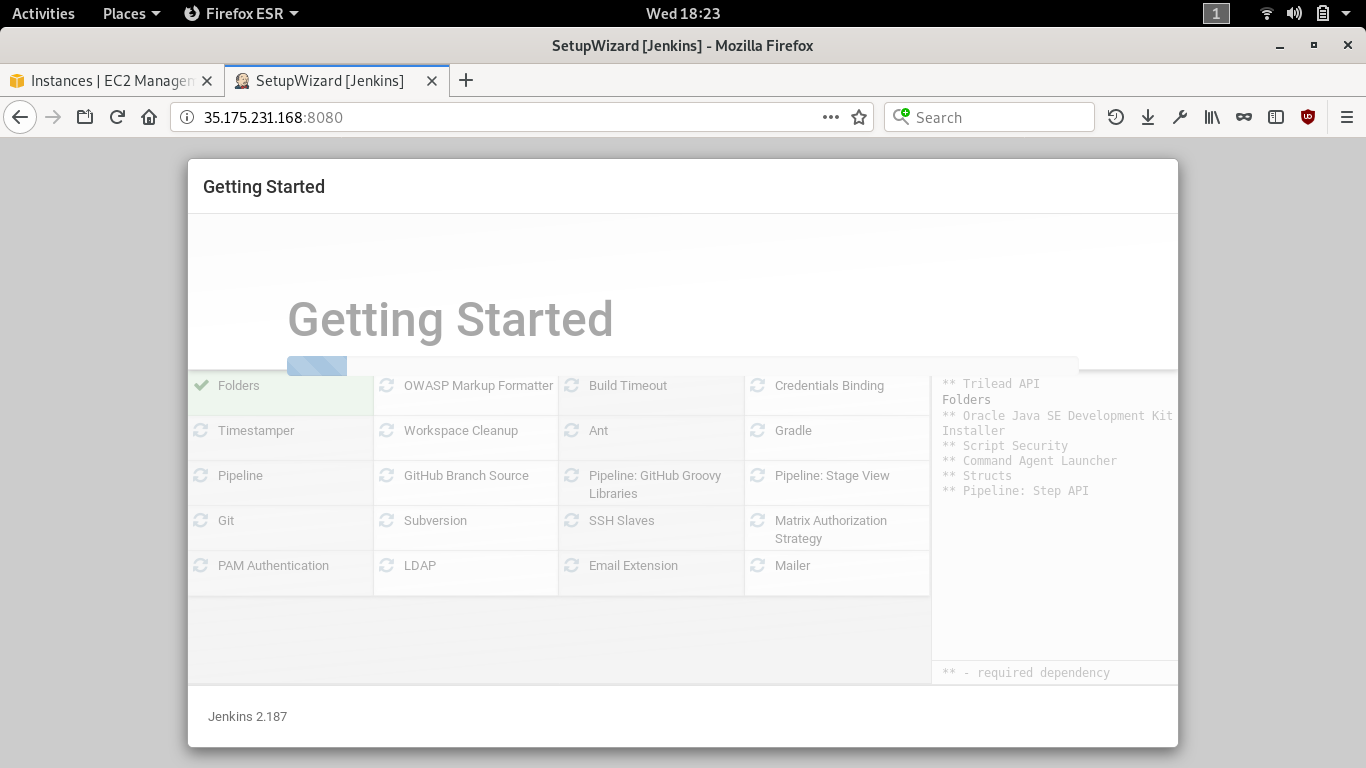 Activities Places Firefox ESR Wed 18:23 1
SetupWizard [Jenkins] - Mozilla Firefox
Instances | EC2 Managem SetupWizard [Jenkins]
35.175.231.168:8080 Search
Getting Started
Getting Started
Folders OWASP Markup Formatter Build Timeout Credentials Binding
Timestamper Workspace Cleanup Ant Gradle
Pipeline GitHub Branch Source Pipeline: GitHub Groovy
Libraries Pipeline: Stage View
Git Subversion SSH Slaves Matrix Authorization
Strategy
PAM Authentication LDAP Email Extension Mailer
** Trilead API
Folders
** Oracle Java SE Development Kit
Installer
** Script Security
** Command Agent Launcher
** Structs
** Pipeline: Step API
** - required dependency
Jenkins 2.187